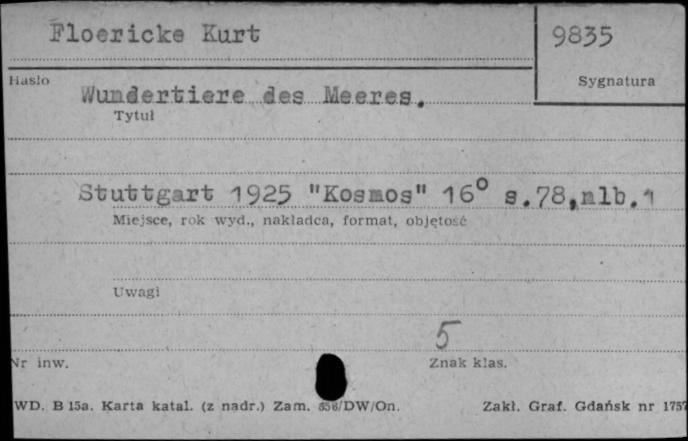 Floericke Kurt
9835
Hasło
Sygnatura
Wundertiere des Meeres.
Tytuł
Stuttgart 1925 "Kosmos" 16° s.78,nlb.1
Miejsce, rok wyd., nakładca, format, objętość
Uwagi
5
Nr inw.
Znak klas.
WD. B 15a. Karta katal. (z nadr.) Zam. /DW/On.
Zakł. Graf. Gdańsk nr 1757